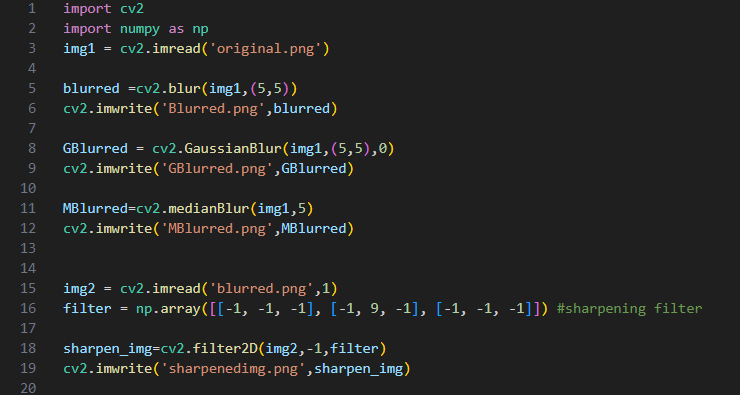 1 import cv2
2 import numpy as np
3 img1 = cv2.imread('original.png')
4
5 blurred =cv2.blur(img1,(5,5))
6 cv2.imwrite('Blurred.png',blurred)
7
8 GBlurred = cv2.GaussianBlur(img1,(5,5),0)
9 cv2.imwrite('GBlurred.png',GBlurred)
10
11 MBlurred=cv2.medianBlur(img1,5)
12 cv2.imwrite('MBlurred.png',MBlurred)
13
14
15 img2 = cv2.imread('blurred.png',1)
16 filter = np.array([[-1, -1, -1], [-1, 9, -1], [-1, -1, -1]]) #sharpening filter
17
18 sharpen_img=cv2.filter2D(img2,-1,filter)
19 cv2.imwrite('sharpenedimg.png',sharpen_img)
20